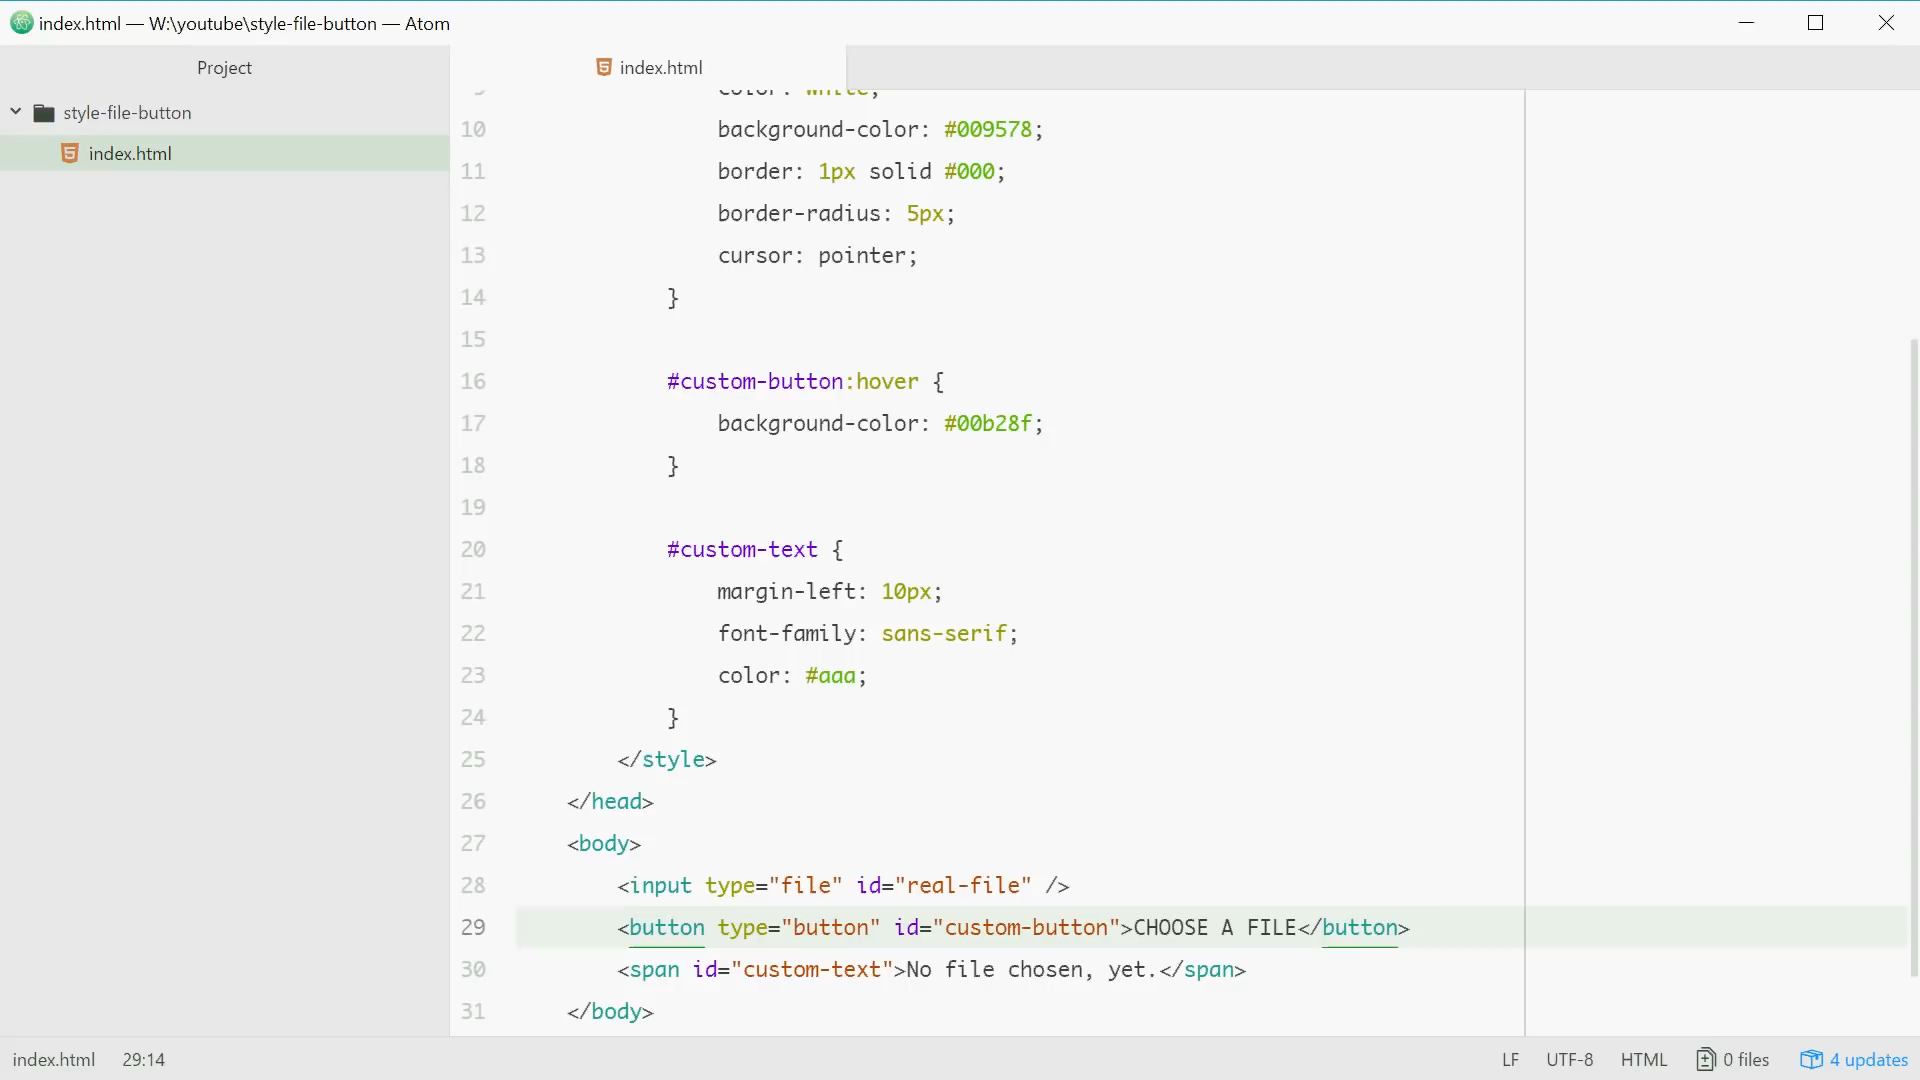 index.html — W:\youtube\style-file-button — Atom
Project
index.html
style-file-button
index.html
9 color: white;
10 background-color: #009578;
11 border: 1px solid #000;
12 border-radius: 5px;
13 cursor: pointer;
14 }
15
16 #custom-button:hover {
17 background-color: #00b28f;
18 }
19
20 #custom-text {
21 margin-left: 10px;
22 font-family: sans-serif;
23 color: #aaa;
24 }
25 </style>
26 </head>
27 <body>
28 <input type="file" id="real-file" />
29 <button type="button" id="custom-button">CHOOSE A FILE</button>
30 <span id="custom-text">No file chosen, yet.</span>
31 </body>
index.html 29:14 LF UTF-8 HTML 0 files 4 updates